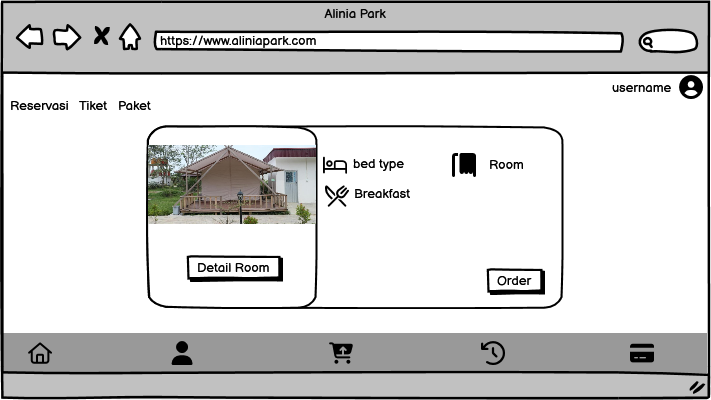 Alinia Park
https://www.aliniapark.com
username
Reservasi Tiket Paket
bed type
Room
Breakfast
Detail Room
Order